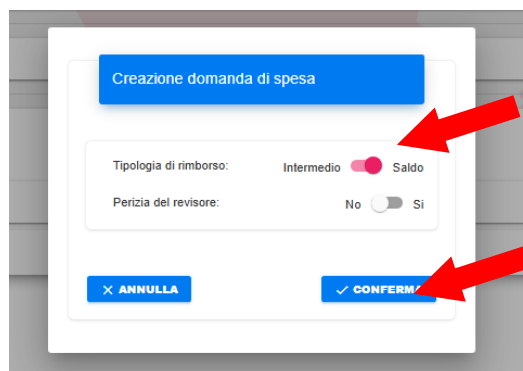 Creazione domanda di spesa
Tipologia di rimborso: Intermedio Saldo
Perizia del revisore: No Si
ANNULLA CONFERMA